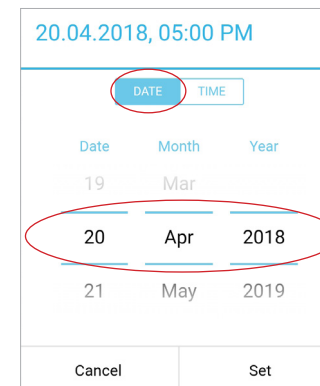 20.04.2018, 05:00 PM
DATE TIME
Date Month Year
19 Mar
20 Apr 2018
21 May 2019
Cancel Set